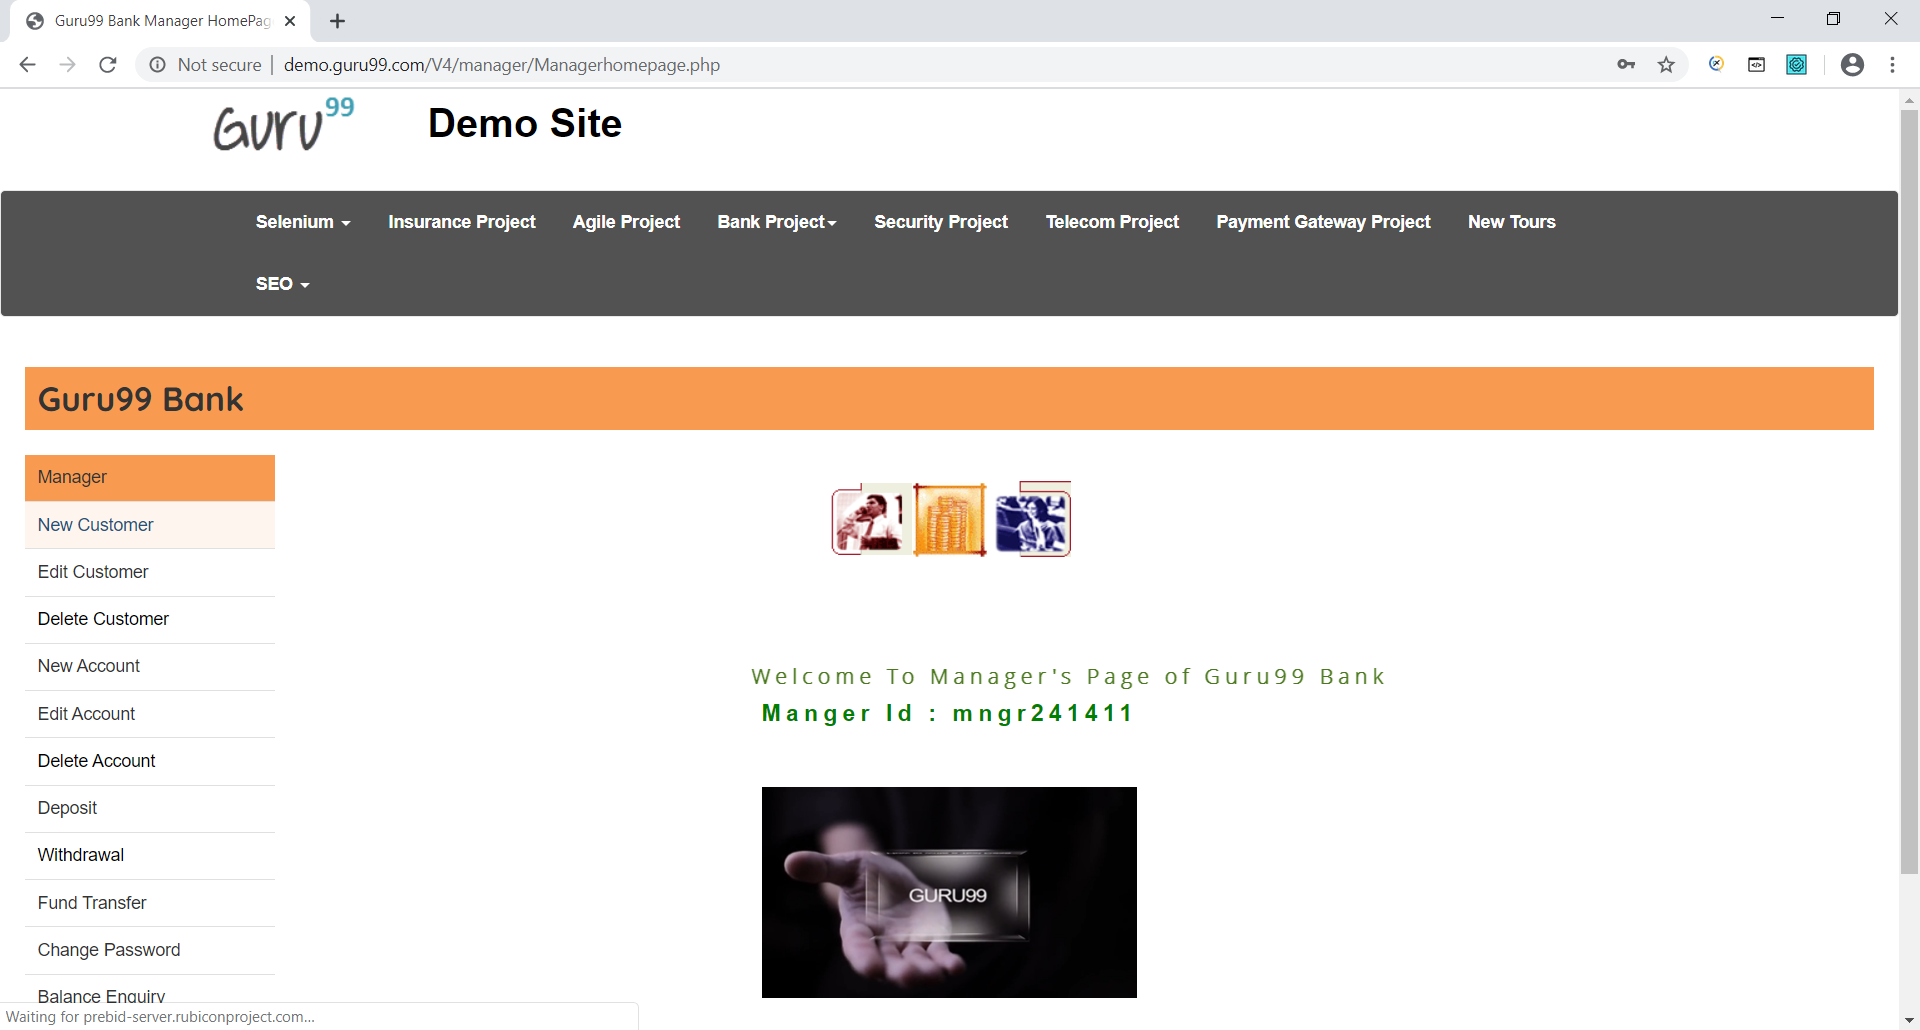 Guru99 Bank Manager HomePag
Not secure | demo.guru99.com/V4/manager/Managerhomepage.php
Guru99 Demo Site
Selenium Insurance Project Agile Project Bank Project Security Project Telecom Project Payment Gateway Project New Tours
SEO
Guru99 Bank
Manager
New Customer
Edit Customer
Delete Customer
New Account
Edit Account
Delete Account
Deposit
Withdrawal
Fund Transfer
Change Password
Balance Enquiry
Welcome To Manager's Page of Guru99 Bank
Manger Id : mngr241411
GURU99
Waiting for prebid-server.rubiconproject.com...